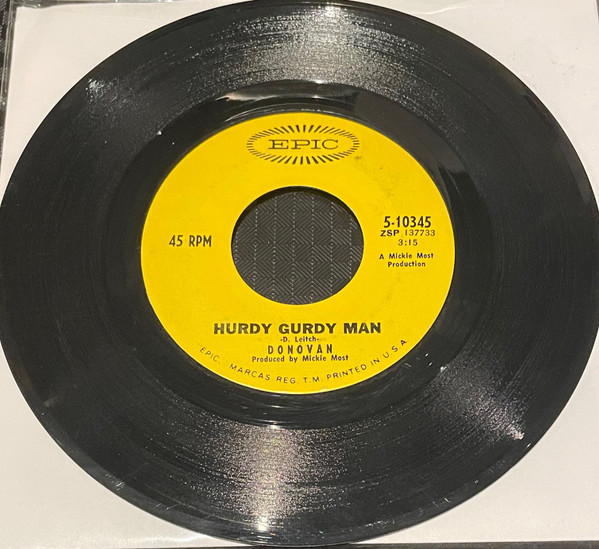 EPIC
45 RPM
5-10345
ZSP 137733
3:15
A Mickie Most
Production
HURDY GURDY MAN
-D. Leitch-
DONOVAN
Produced by Mickie Most
EPIC. MARCAS REG. T.M. PRINTED IN U.S.A.